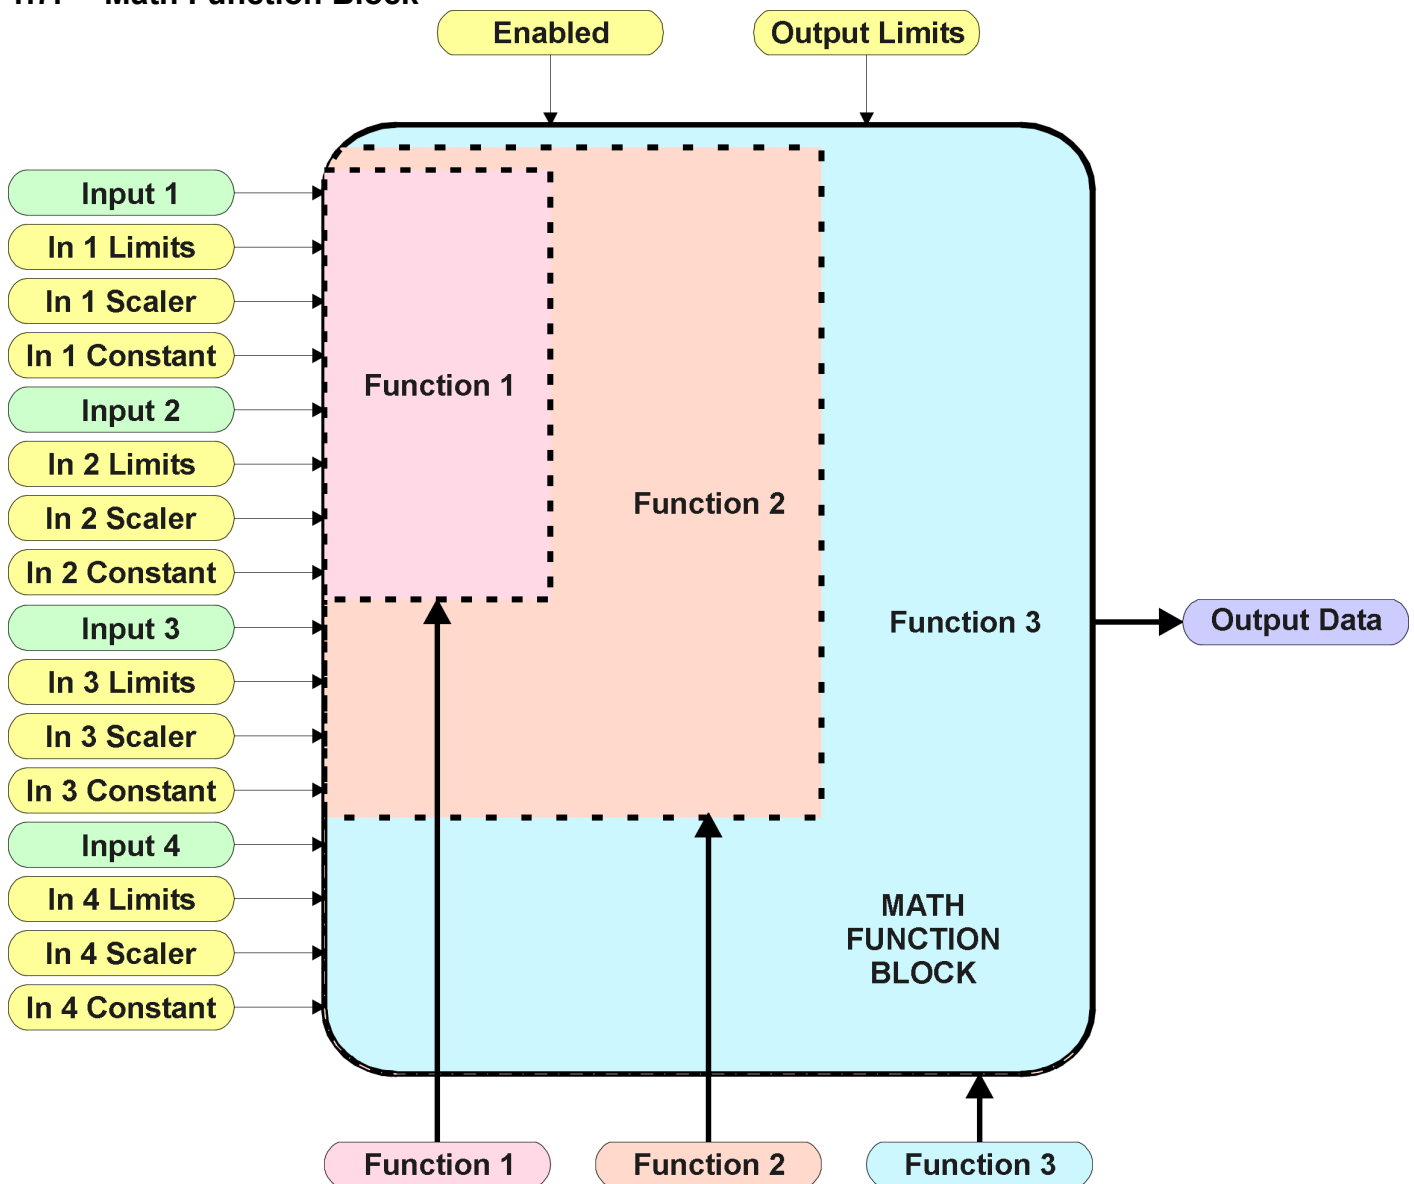 Math Function Block
Enabled
Output Limits
Input 1
In 1 Limits
In 1 Scaler
In 1 Constant
Input 2
In 2 Limits
In 2 Scaler
In 2 Constant
Input 3
In 3 Limits
In 3 Scaler
In 3 Constant
Input 4
In 4 Limits
In 4 Scaler
In 4 Constant
Function 1
Function 2
Function 3
MATH
FUNCTION
BLOCK
Output Data
Function 1
Function 2
Function 3